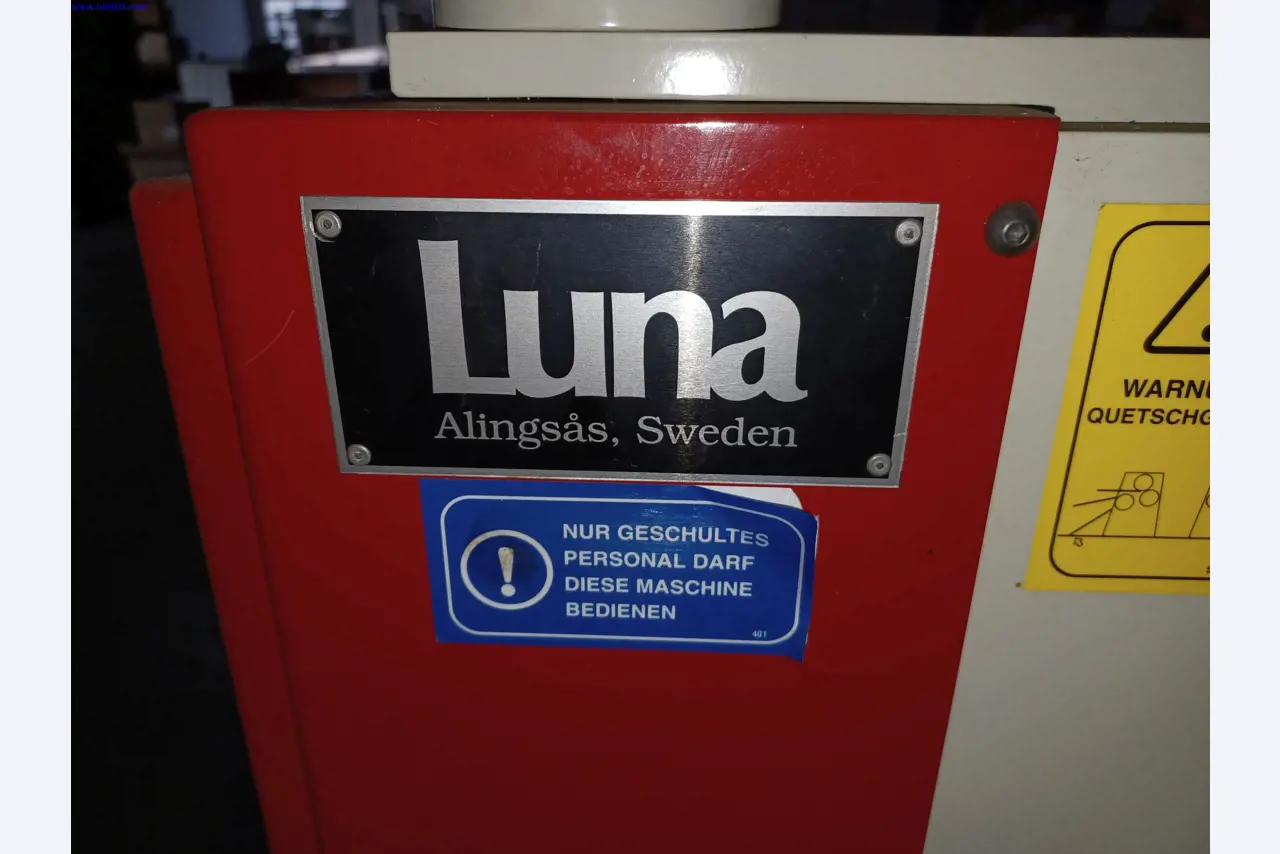 Luna
Alingsås, Sweden
NUR GESCHULTES
PERSONAL DARF
DIESE MASCHINE
BEDIENEN
401